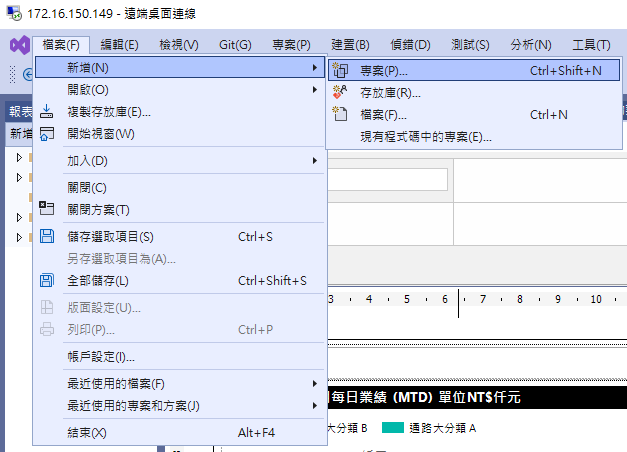 172.16.150.149 - 遠端桌面連線
檔案(F) 編輯(E) 檢視(V) Git(G) 專案(P) 建置(B) 偵錯(D) 測試(S) 分析(N) 工具(T)
新增(N)
專案(P)... Ctrl+Shift+N
開啟(O)
存放庫(R)...
報表
複製存放庫(E)...
檔案(F)... Ctrl+N
新增
開始視窗(W)
現有程式碼中的專案(E)...
加入(D)
關閉(C)
關閉方案(T)
儲存選取項目(S) Ctrl+S
另存選取項目為(A)...
全部儲存(L) Ctrl+Shift+S
3 4 5 6 7 8 9 10
版面設定(U)...
列印(P)... Ctrl+P
帳戶設定(I)...
最近使用的檔案(F)
每日業績 (MTD) 單位NT$仟元
最近使用的專案和方案(J)
大分類 B 通路大分類 A
結束(X) Alt+F4